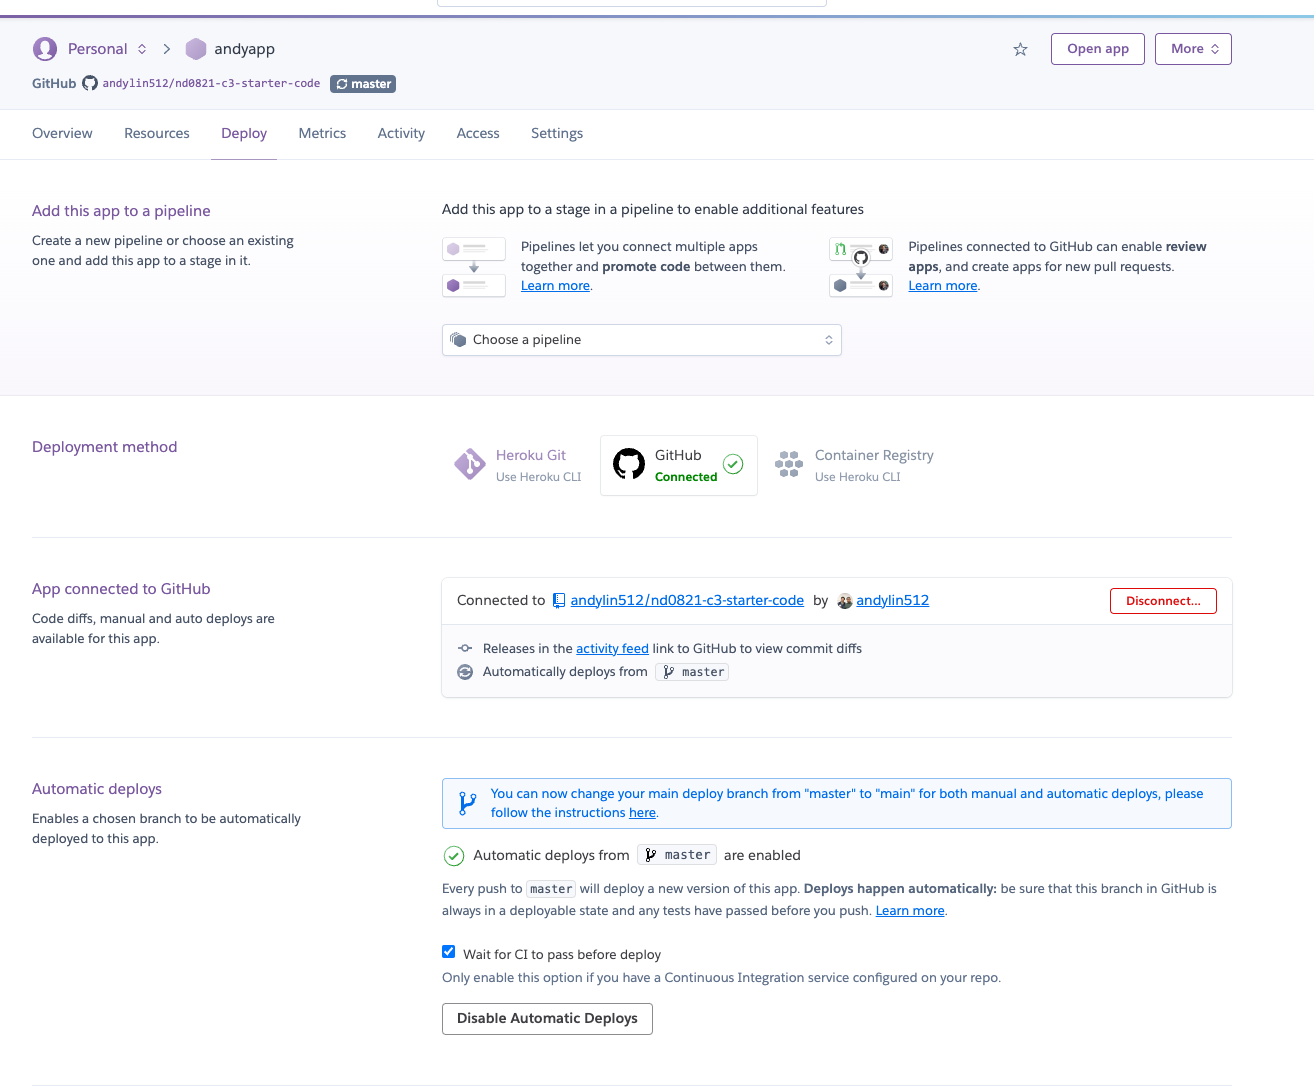 Personal andyapp Open app More
GitHub andylin512/nd0821-c3-starter-code master
Overview Resources Deploy Metrics Activity Access Settings
Add this app to a pipeline
Create a new pipeline or choose an existing
one and add this app to a stage in it.
Add this app to a stage in a pipeline to enable additional features
Pipelines let you connect multiple apps
together and promote code between them.
Learn more.
Pipelines connected to GitHub can enable review
apps, and create apps for new pull requests.
Learn more.
Choose a pipeline
Deployment method
Heroku Git
Use Heroku CLI
GitHub
Connected
Container Registry
Use Heroku CLI
App connected to GitHub
Code diffs, manual and auto deploys are
available for this app.
Connected to andylin512/nd0821-c3-starter-code by andylin512 Disconnect...
Releases in the activity feed link to GitHub to view commit diffs
Automatically deploys from master
Automatic deploys
Enables a chosen branch to be automatically
deployed to this app.
You can now change your main deploy branch from "master" to "main" for both manual and automatic deploys, please
follow the instructions here.
Automatic deploys from master are enabled
Every push to master will deploy a new version of this app. Deploys happen automatically: be sure that this branch in GitHub is
always in a deployable state and any tests have passed before you push. Learn more.
Wait for CI to pass before deploy
Only enable this option if you have a Continuous Integration service configured on your repo.
Disable Automatic Deploys